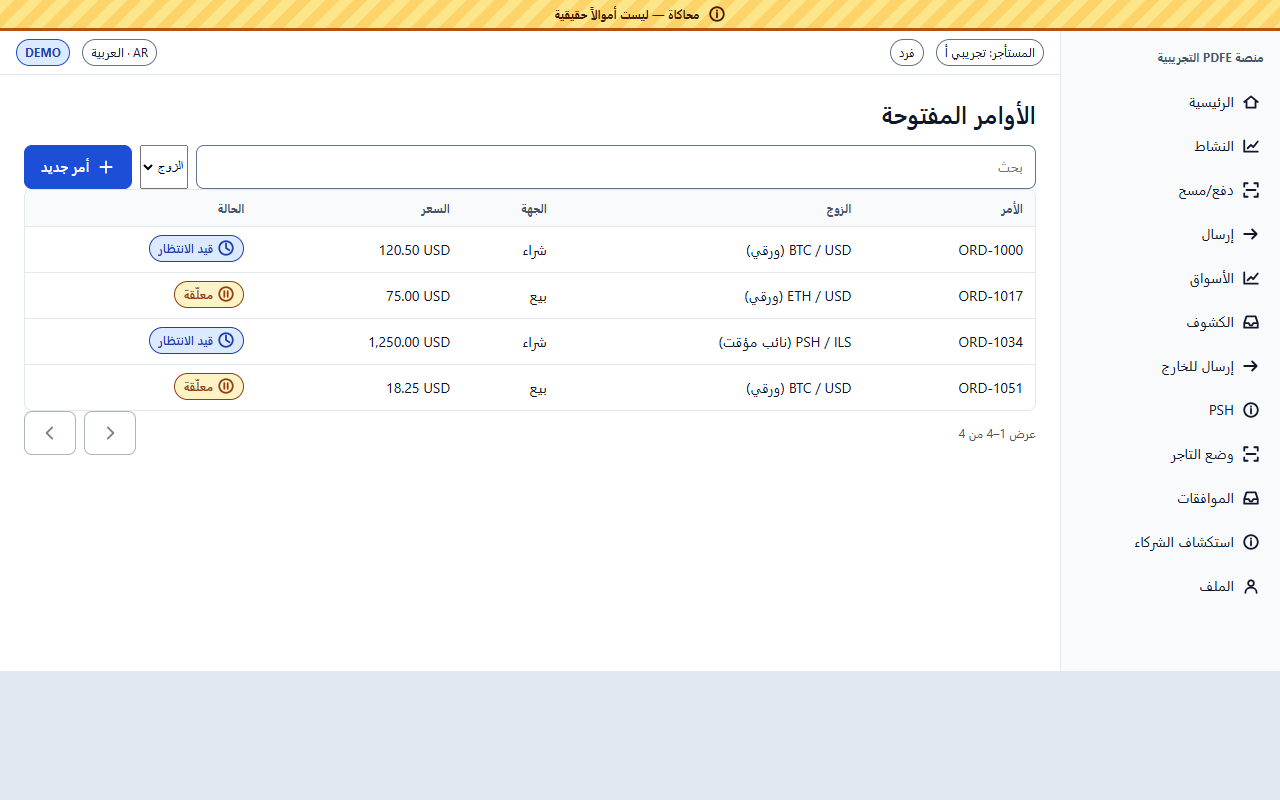 محاكاة — ليست أموالاً حقيقية
منصة PDFE التجريبية
الرئيسية
النشاط
دفع/مسح
إرسال
الأسواق
الكشوف
إرسال للخارج
PSH
وضع التاجر
الموافقات
استكشاف الشركاء
الملف
المستأجر: تجريبي أ
فرد
AR · العربية
DEMO
الأوامر المفتوحة
بحث
الزوج
أمر جديد
الأمر الزوج الجهة السعر الحالة
ORD-1000 BTC / USD (ورقي) شراء 120.50 USD قيد الانتظار
ORD-1017 ETH / USD (ورقي) بيع 75.00 USD معلّقة
ORD-1034 PSH / ILS (نائب مؤقت) شراء 1,250.00 USD قيد الانتظار
ORD-1051 BTC / USD (ورقي) بيع 18.25 USD معلّقة
عرض 1–4 من 4